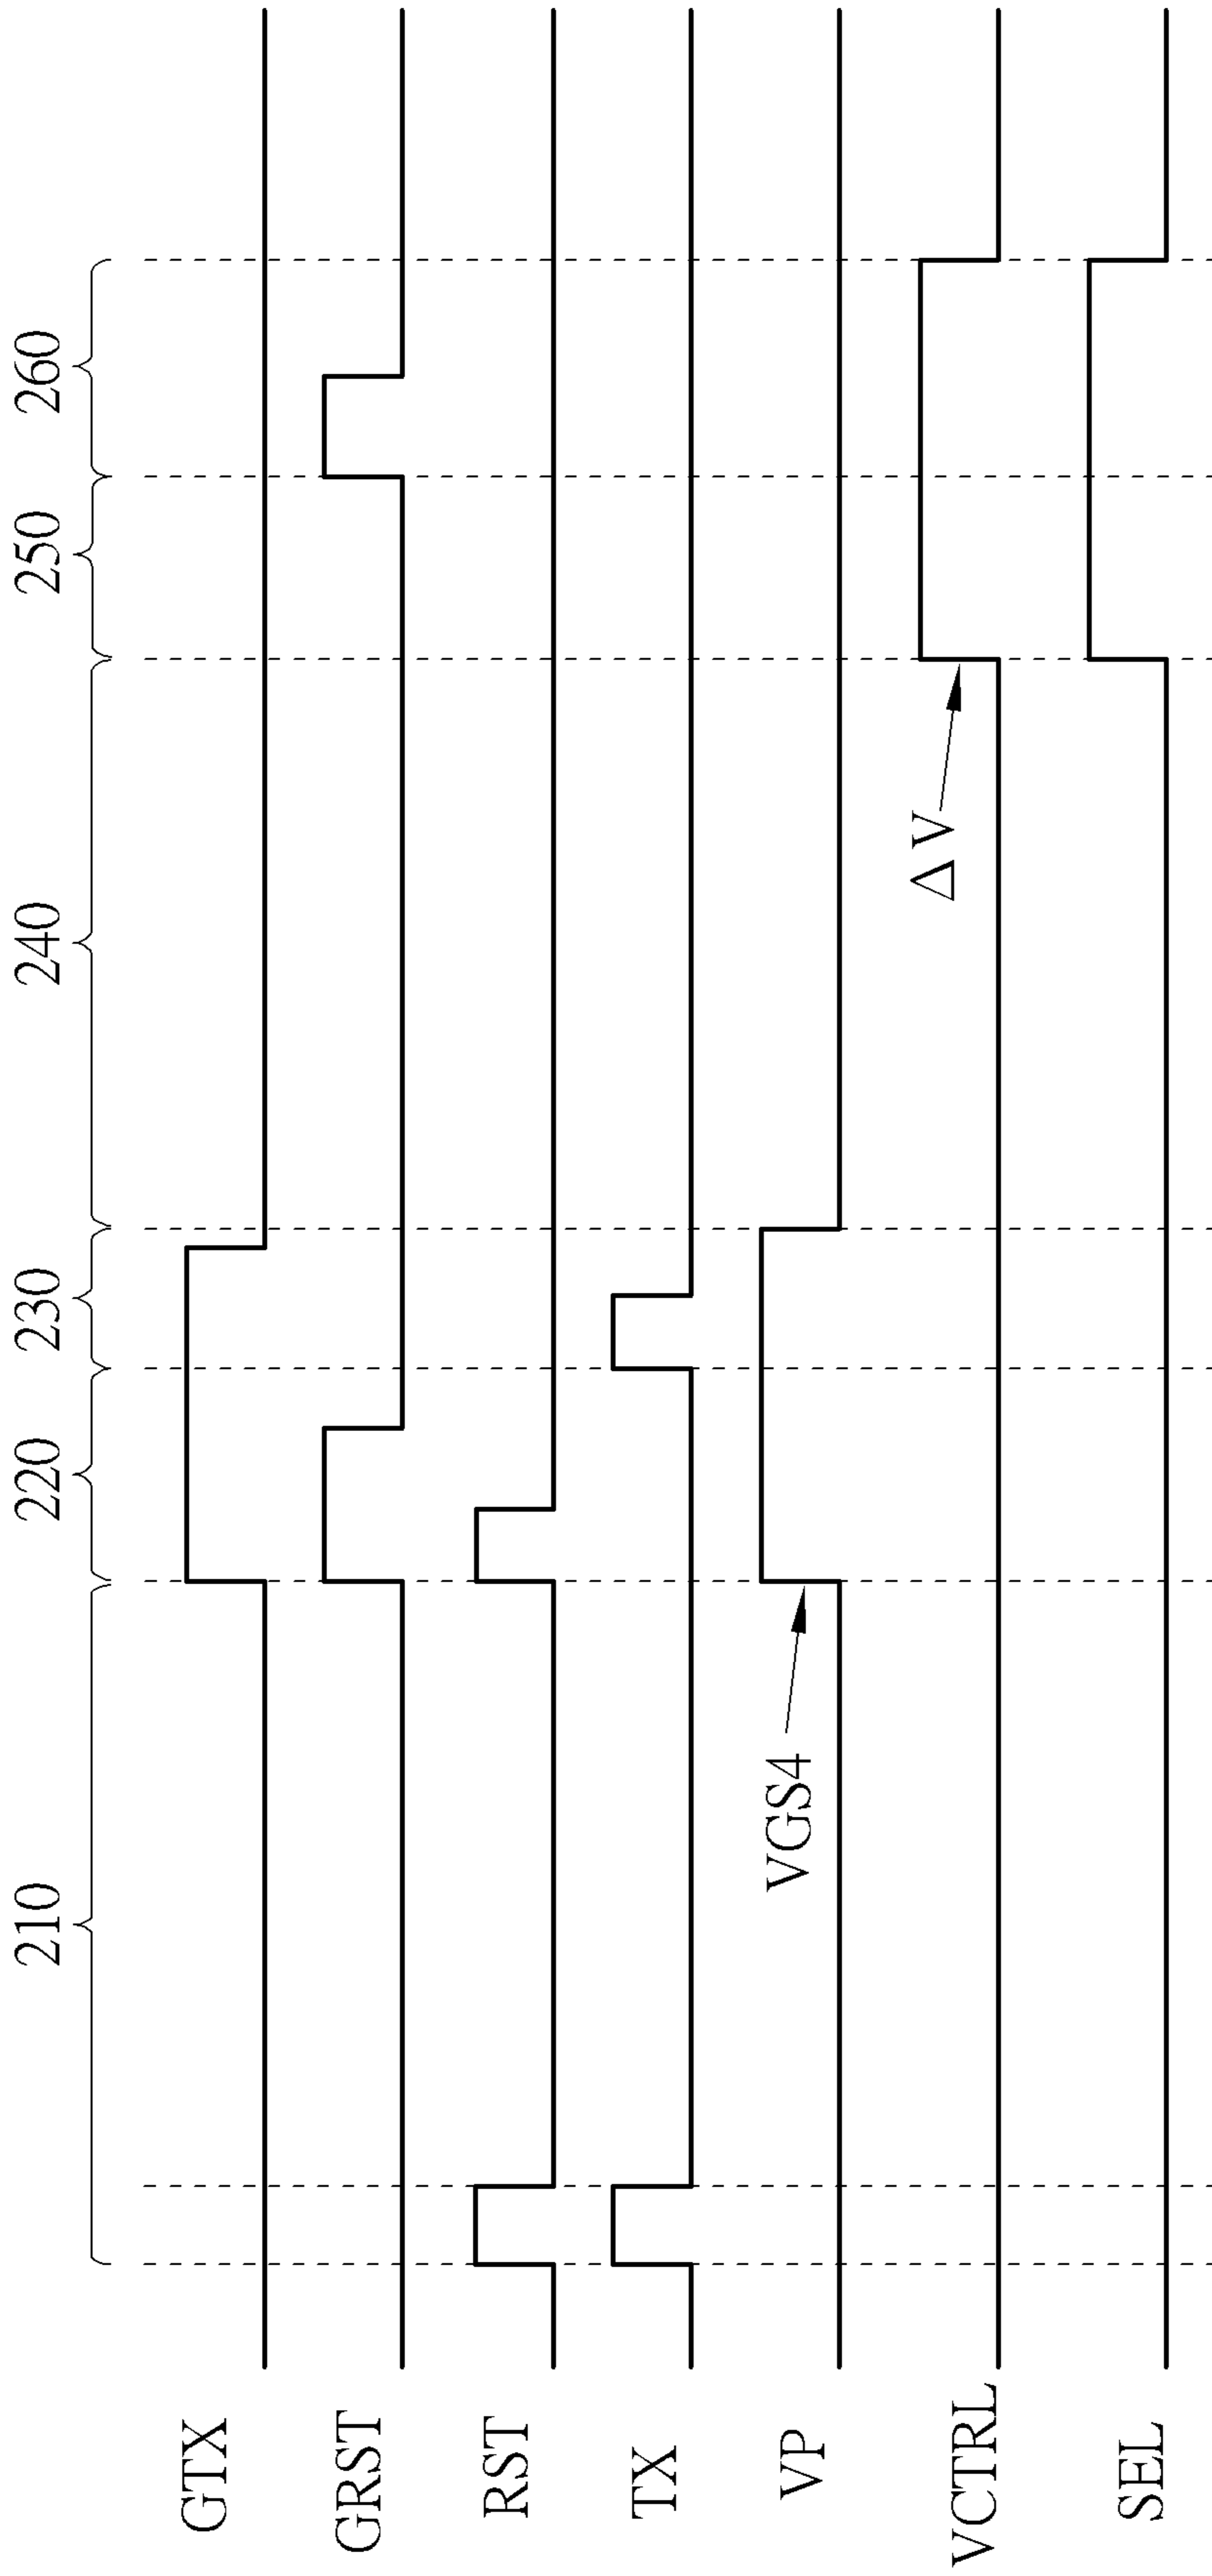 210
220
230
240
250
260
GTX
GRST
RST
TX
VP
VGS4
VCTRL
ΔV
SEL